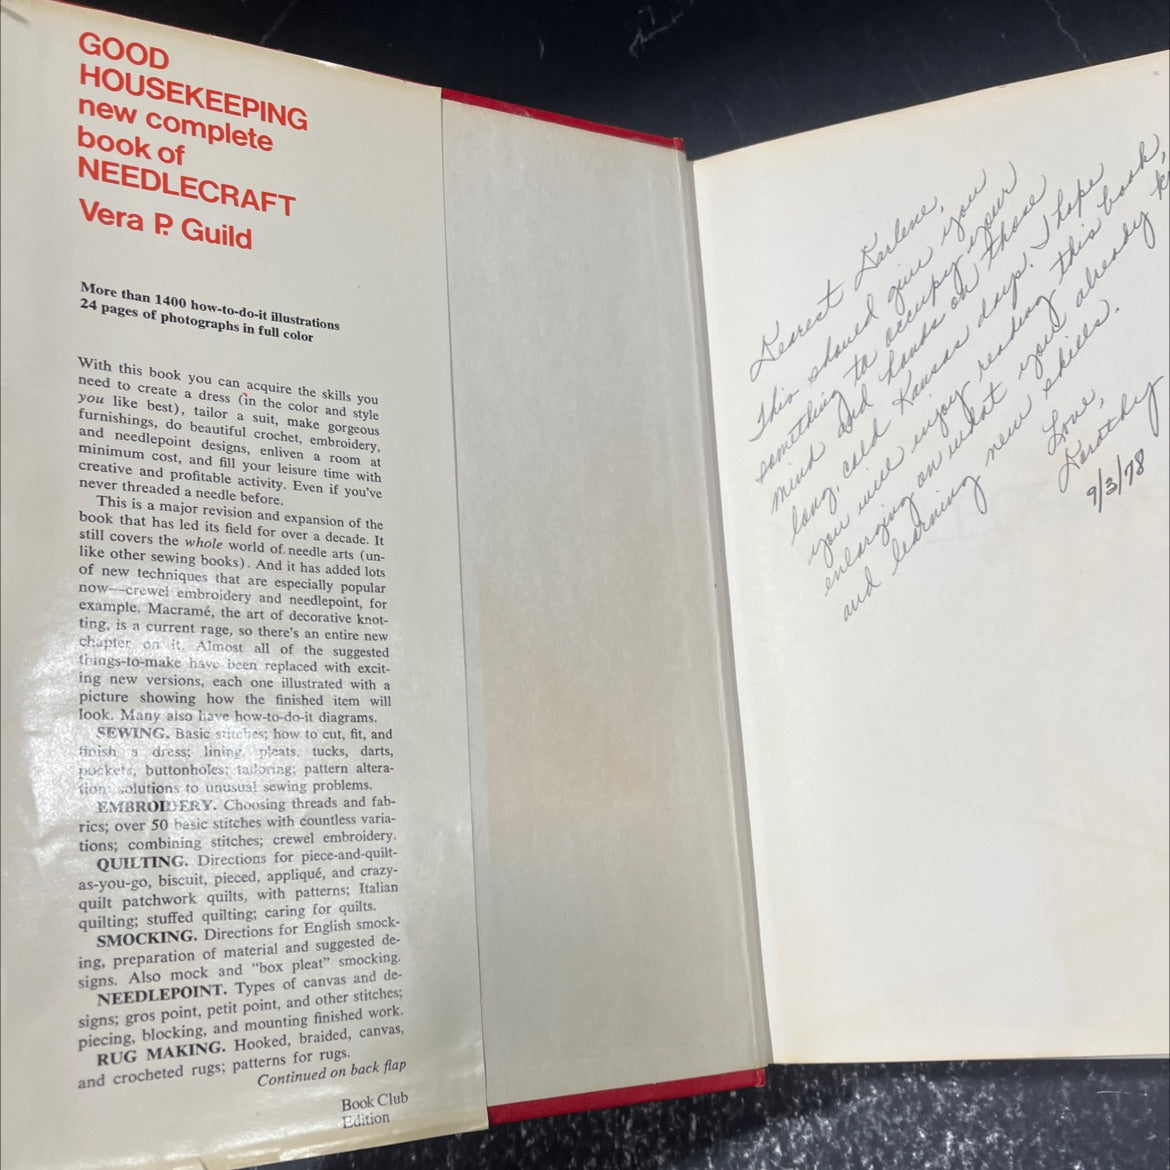 GOOD
HOUSEKEEPING
new complete
book of
NEEDLECRAFT
Vera P. Guild
More than 1400 how-to-do-it illustrations
24 pages of photographs in full color
With this book you can acquire the skills you
need to create a dress (in the color and style
you like best), tailor a suit, make gorgeous
furnishings, do beautiful crochet, embroidery,
and needlepoint designs, enliven a room at
minimum cost, and fill your leisure time with
creative and profitable activity. Even if you've
never threaded a needle before.
This is a major revision and expansion of the
book that has led its field for over a decade. It
still covers the whole world of needle arts (un-
like other sewing books). And it has added lots
of new techniques that are especially popular
now—crewel embroidery and needlepoint, for
example. Macramé, the art of decorative knot-
ting, is a current rage, so there's an entire new
chapter on it. Almost all of the suggested
things-to-make have been replaced with excit-
ing new versions, each one illustrated with a
picture showing how the finished item will
look. Many also have how-to-do-it diagrams.
SEWING. Basic stitches; how to cut, fit, and
finish a dress; lining, pleats, tucks, darts,
pockets, buttonholes; tailoring; pattern altera-
tion; solutions to unusual sewing problems.
EMBROIDERY. Choosing threads and fab-
rics; over 50 basic stitches with countless varia-
tions; combining stitches; crewel embroidery.
QUILTING. Directions for piece-and-quilt-
as-you-go, biscuit, pieced, appliqué, and crazy-
quilt patchwork quilts, with patterns; Italian
quilting; stuffed quilting; caring for quilts.
SMOCKING. Directions for English smock-
ing, preparation of material and suggested de-
signs. Also mock and "box pleat" smocking.
NEEDLEPOINT. Types of canvas and de-
signs; gros point, petit point, and other stitches;
piecing, blocking, and mounting finished work.
RUG MAKING. Hooked, braided, canvas,
and crocheted rugs; patterns for rugs.
Continued on back flap
Book Club
Edition
Dearest Darlene,
This should give you
something to occupy your
mind and hands on those
long, cold Kansas days. I hope
you will enjoy reading this book,
enlarging on what you already
and learning new skills.
Love,
Dorothy
9/3/78